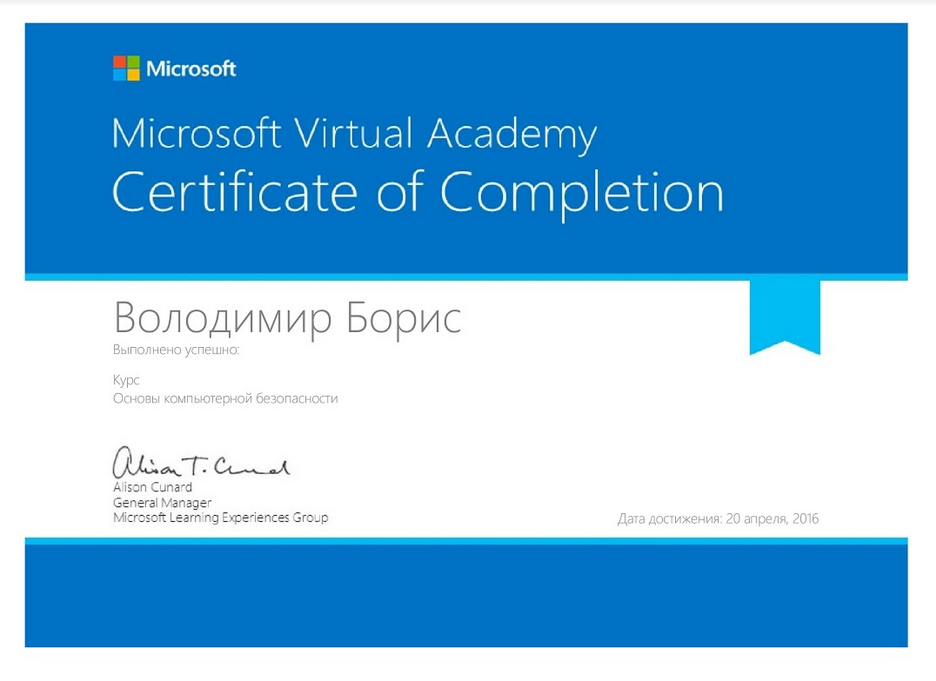 Microsoft
Microsoft Virtual Academy
Certificate of Completion
Володимир Борис
Выполнено успешно:
Курс
Основы компьютерной безопасности
Alison T. Cunard
Alison Cunard
General Manager
Microsoft Learning Experiences Group
Дата достижения: 20 апреля, 2016